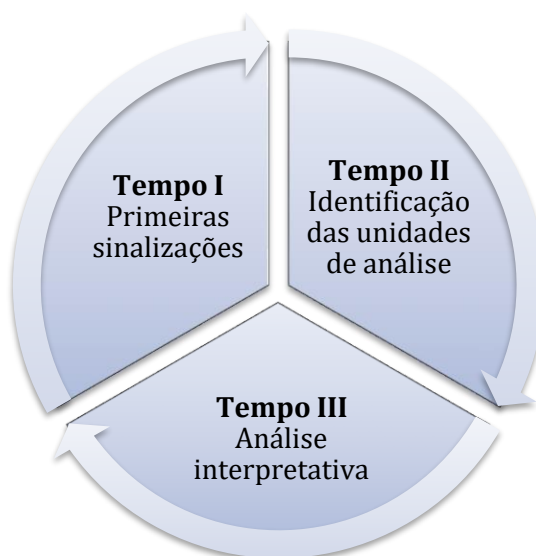 Tempo I
Primeiras
sinalizações
Tempo II
Identificação
das unidades
de análise
Tempo III
Análise
interpretativa